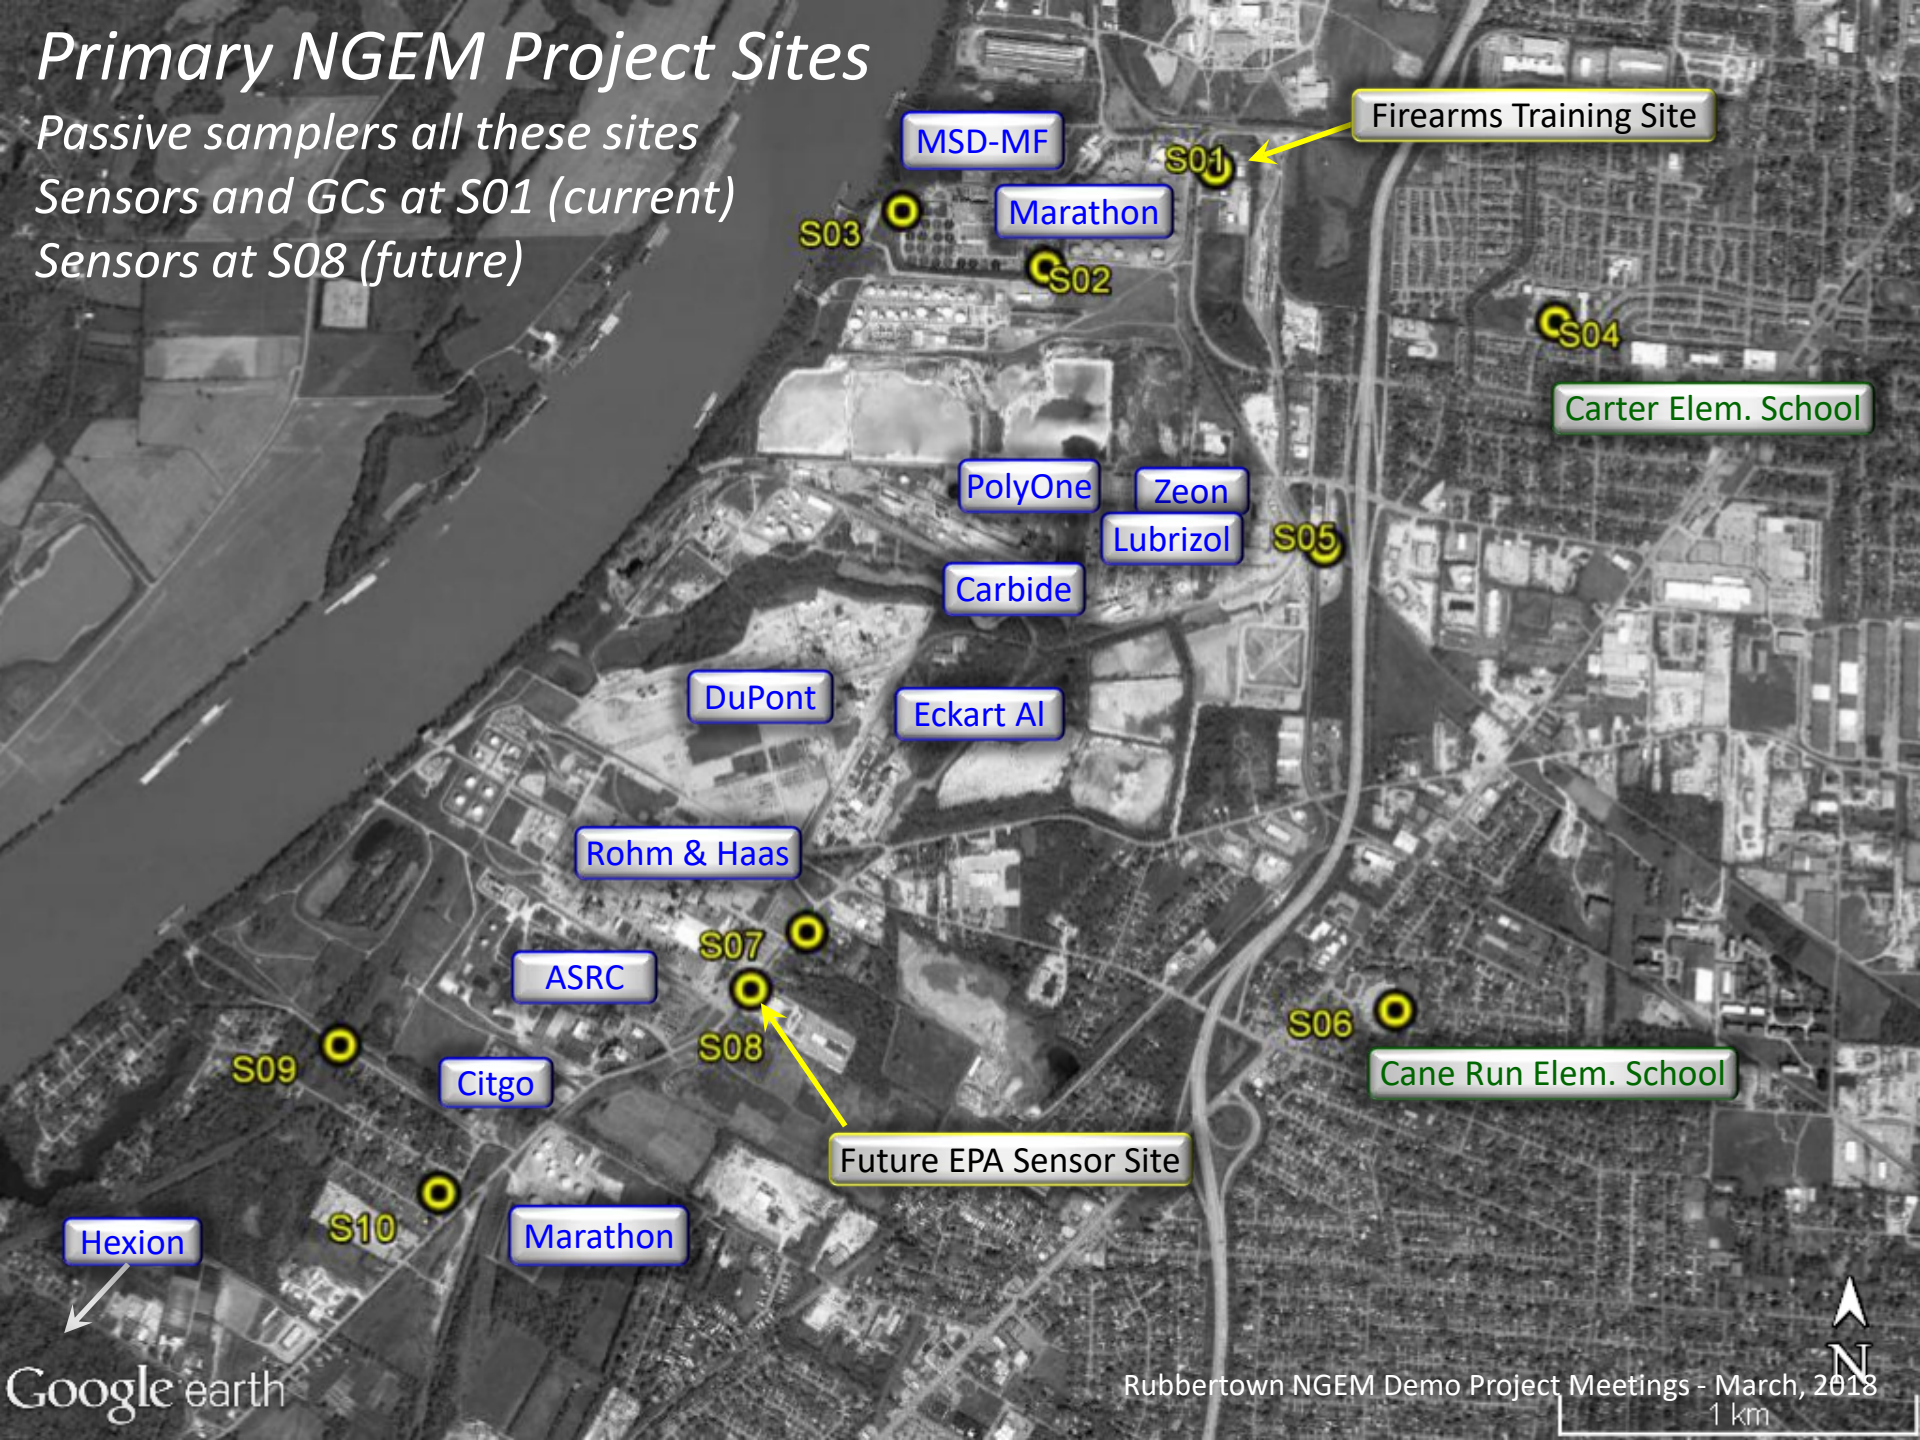 Primary NGEM Project Sites
Passive samplers all these sites
Sensors and GCs at S01 (current)
Sensors at S08 (future)
Firearms Training Site
MSD-MF
S01
Marathon
S03
S02
S04
Carter Elem. School
PolyOne
Zeon
Lubrizol
S05
Carbide
DuPont
Eckart Al
Rohm & Haas
S07
ASRC
S06
S08
S09
Citgo
Cane Run Elem. School
Future EPA Sensor Site
S10
Hexion
Marathon
N
Google earth
Rubbertown NGEM Demo Project Meetings - March, 2018
1 km